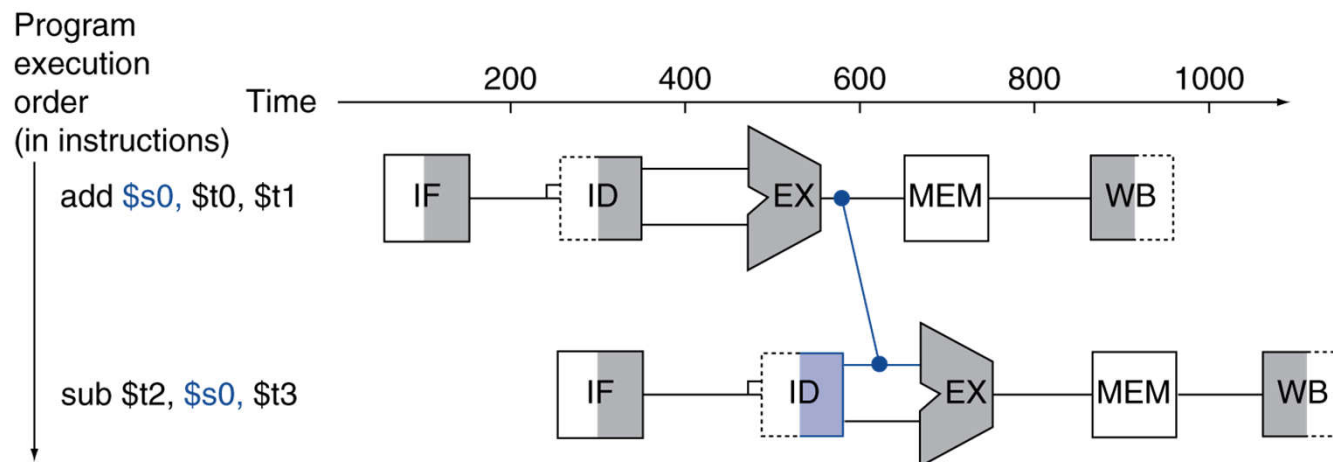 Program
execution
order
(in instructions)
Time
200 400 600 800 1000
add $s0, $t0, $t1
IF ID EX MEM WB
sub $t2, $s0, $t3
IF ID EX MEM WB